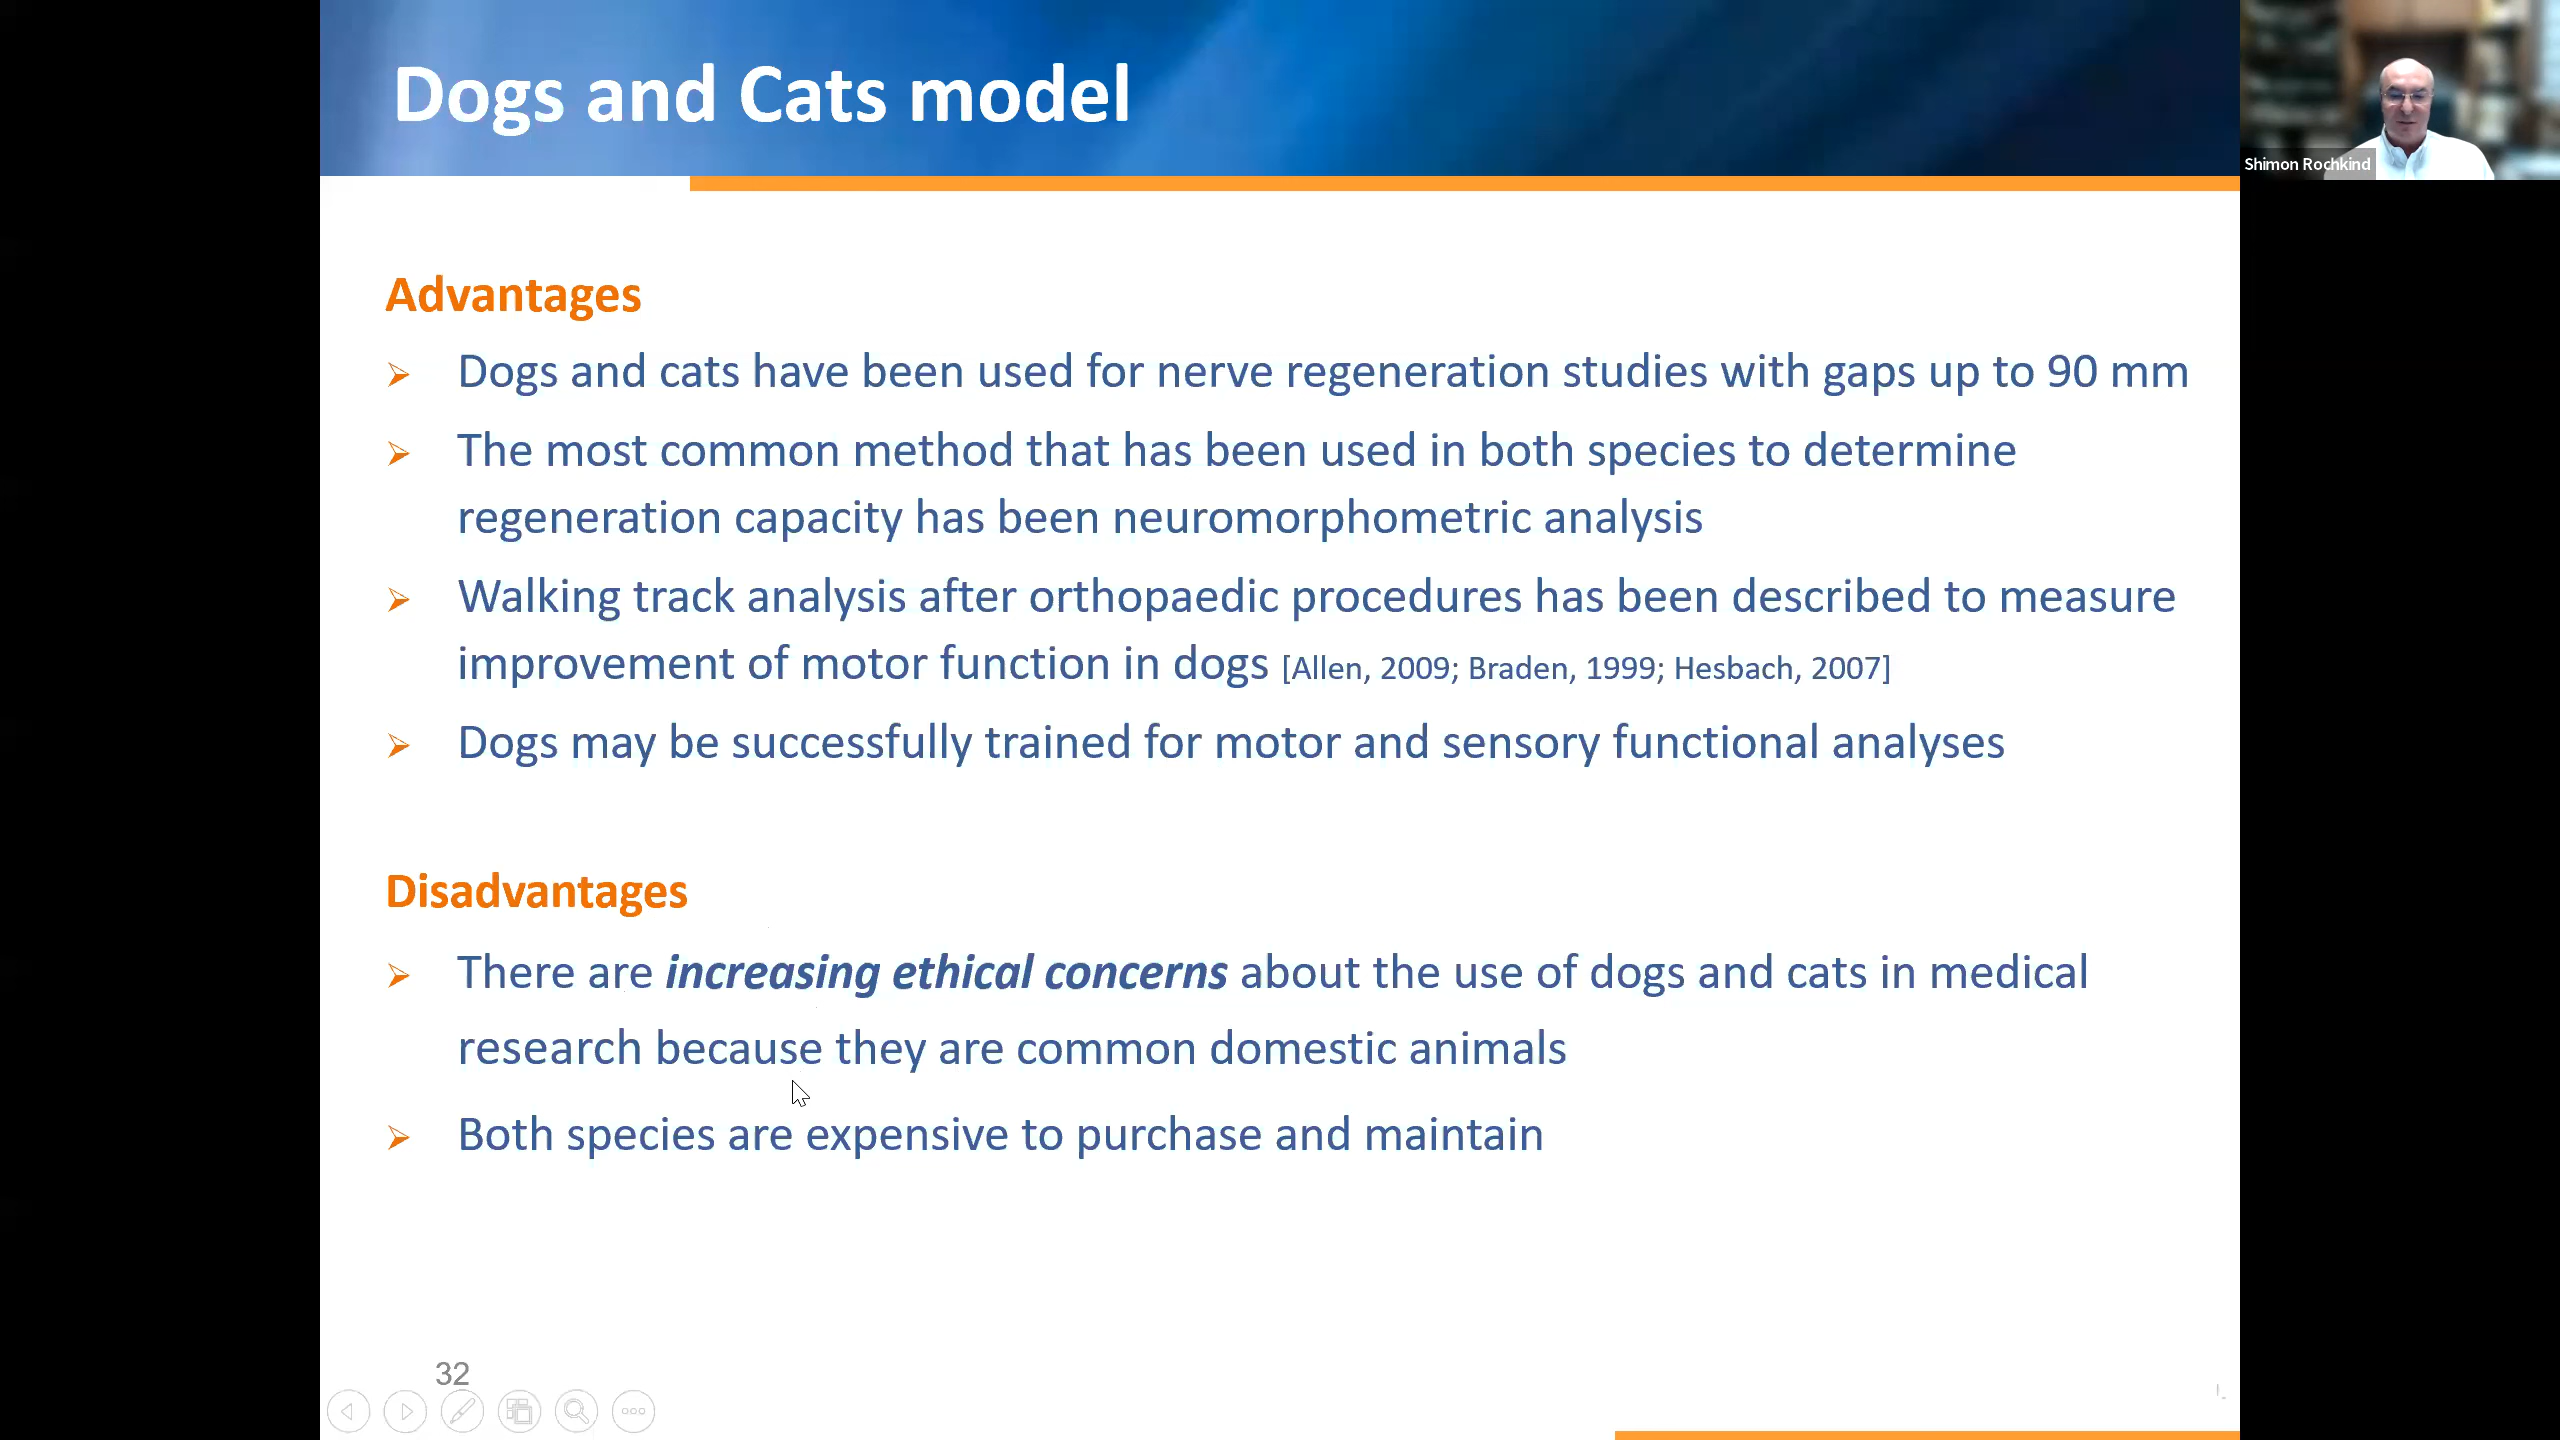 Dogs and Cats model
Shimon Rochkind
Advantages
Dogs and cats have been used for nerve regeneration studies with gaps up to 90 mm
The most common method that has been used in both species to determine
regeneration capacity has been neuromorphometric analysis
Walking track analysis after orthopaedic procedures has been described to measure
improvement of motor function in dogs [Allen, 2009; Braden, 1999; Hesbach, 2007]
Dogs may be successfully trained for motor and sensory functional analyses
Disadvantages
There are increasing ethical concerns about the use of dogs and cats in medical
research because they are common domestic animals
Both species are expensive to purchase and maintain
32